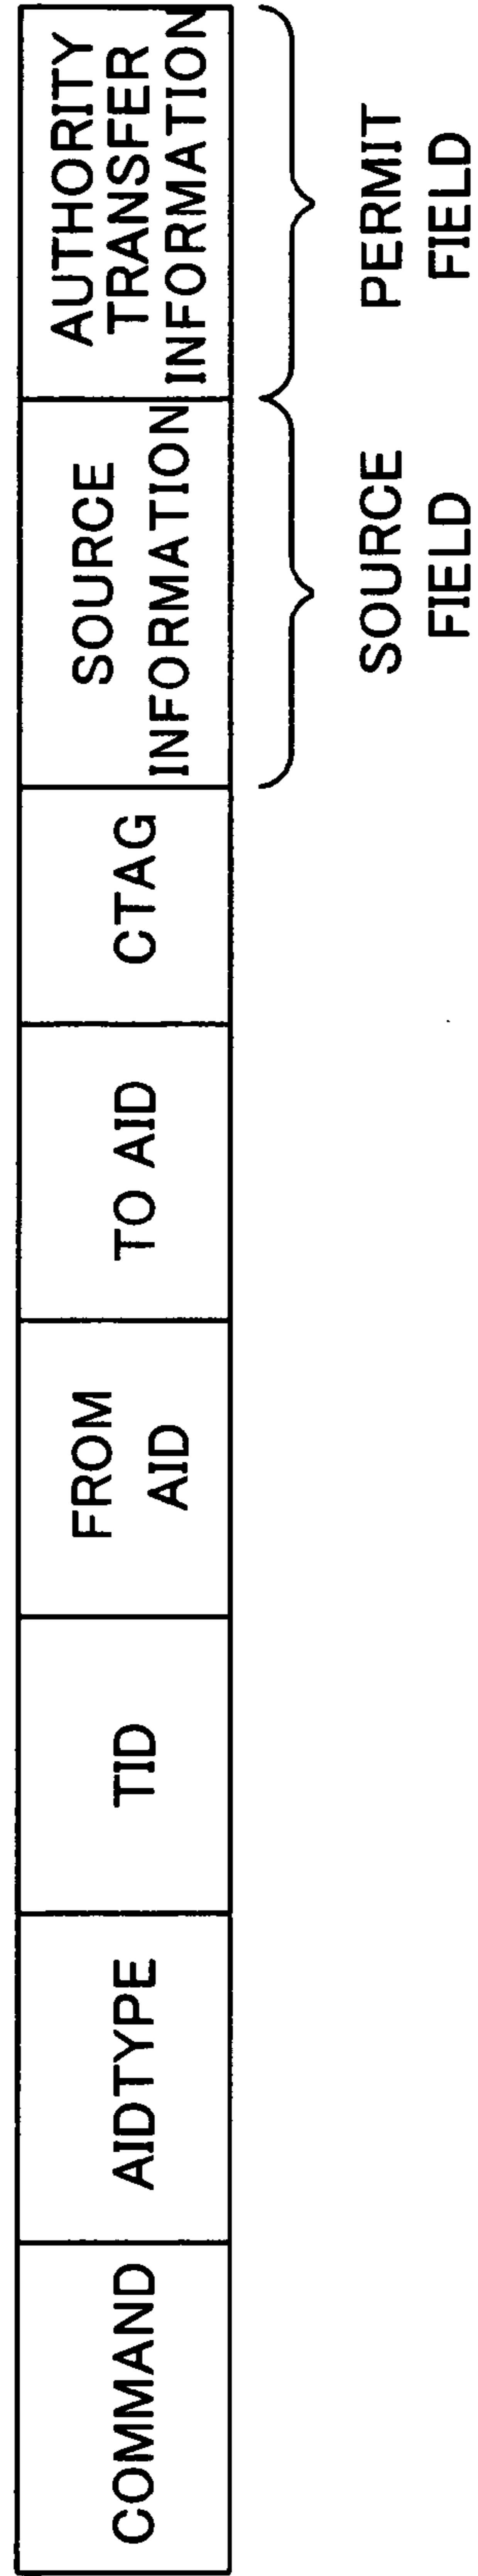 COMMAND
AIDTYPE
TID
FROM
AID
TO AID
CTAG
SOURCE
INFORMATION
AUTHORITY
TRANSFER
INFORMATION
SOURCE
FIELD
PERMIT
FIELD